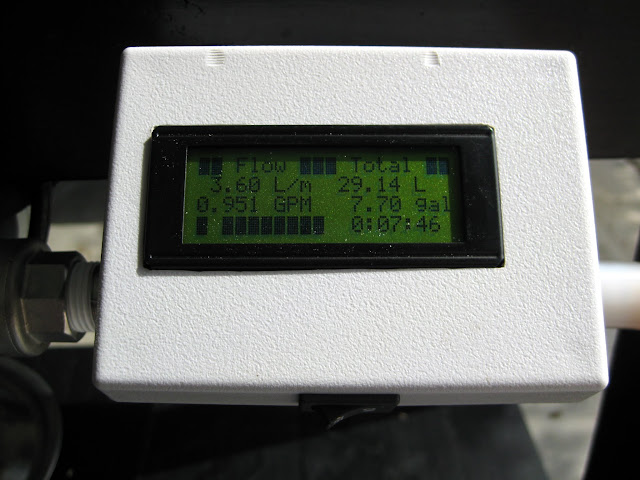 Flow Total
3.60 L/m 29.14 L
0.951 GPM 7.70 gal
0:07:46